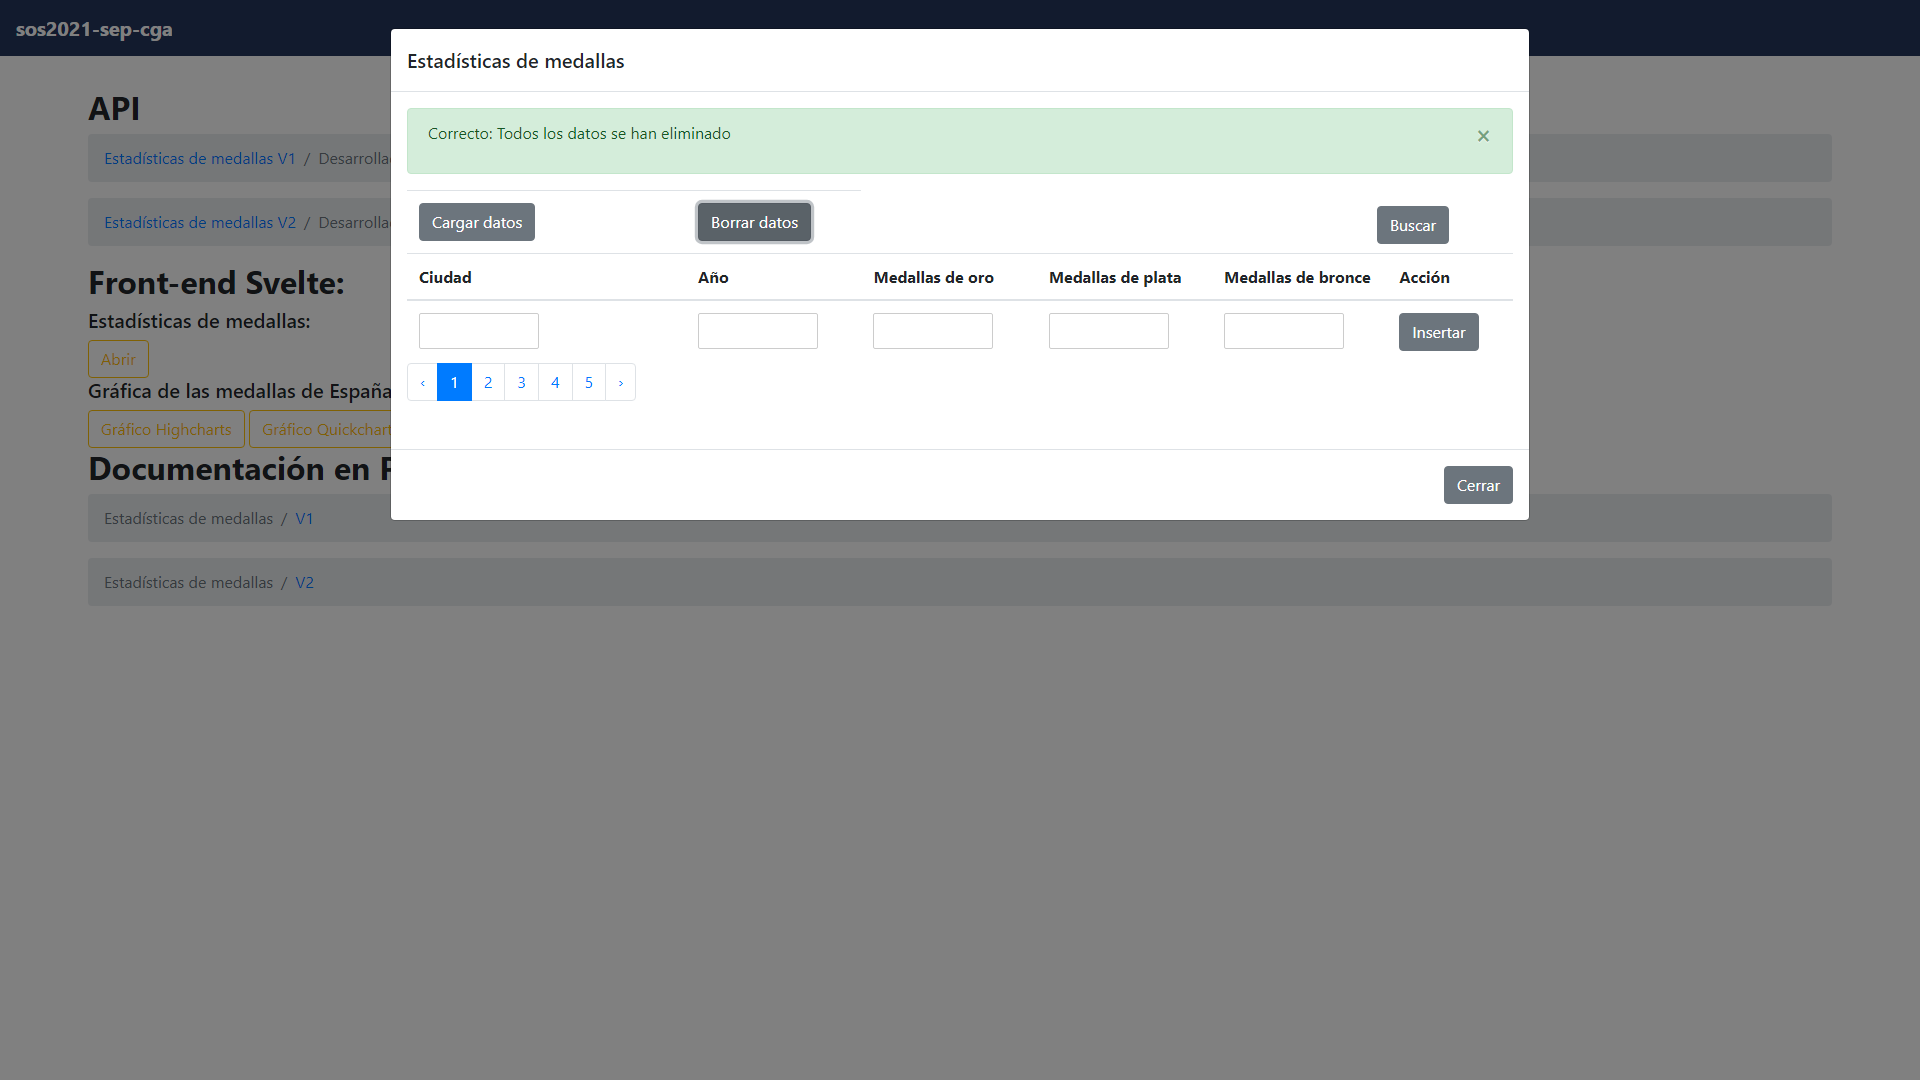 sos2021-sep-cga
Estadísticas de medallas
API
Correcto: Todos los datos se han eliminado ×
Estadísticas de medallas V1 /
Cargar datos Borrar datos Buscar
Estadísticas de medallas V2 /
Ciudad Año Medallas de oro Medallas de plata Medallas de bronce Acción
Front-end Svelte:
Estadísticas de medallas:
Insertar
Abrir
‹ 1 2 3 4 5 ›
Gráfica de las medallas de España
Gráfico Highcharts Gráfico Quickchart
Documentación en
Cerrar
Estadísticas de medallas / V1
Estadísticas de medallas / V2